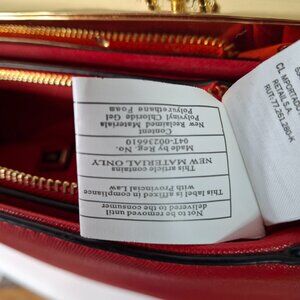 Not to be removed until
delivered to the consumer
This label is affixed in compliance
with Provincial Law
This article contains
NEW MATERIAL ONLY
Made by Reg. No.
04T-00236610
Content
New Reclaimed Materials
Polyvinyl Chloride Gel
Polyurethane Foam
RETAIL S.A.